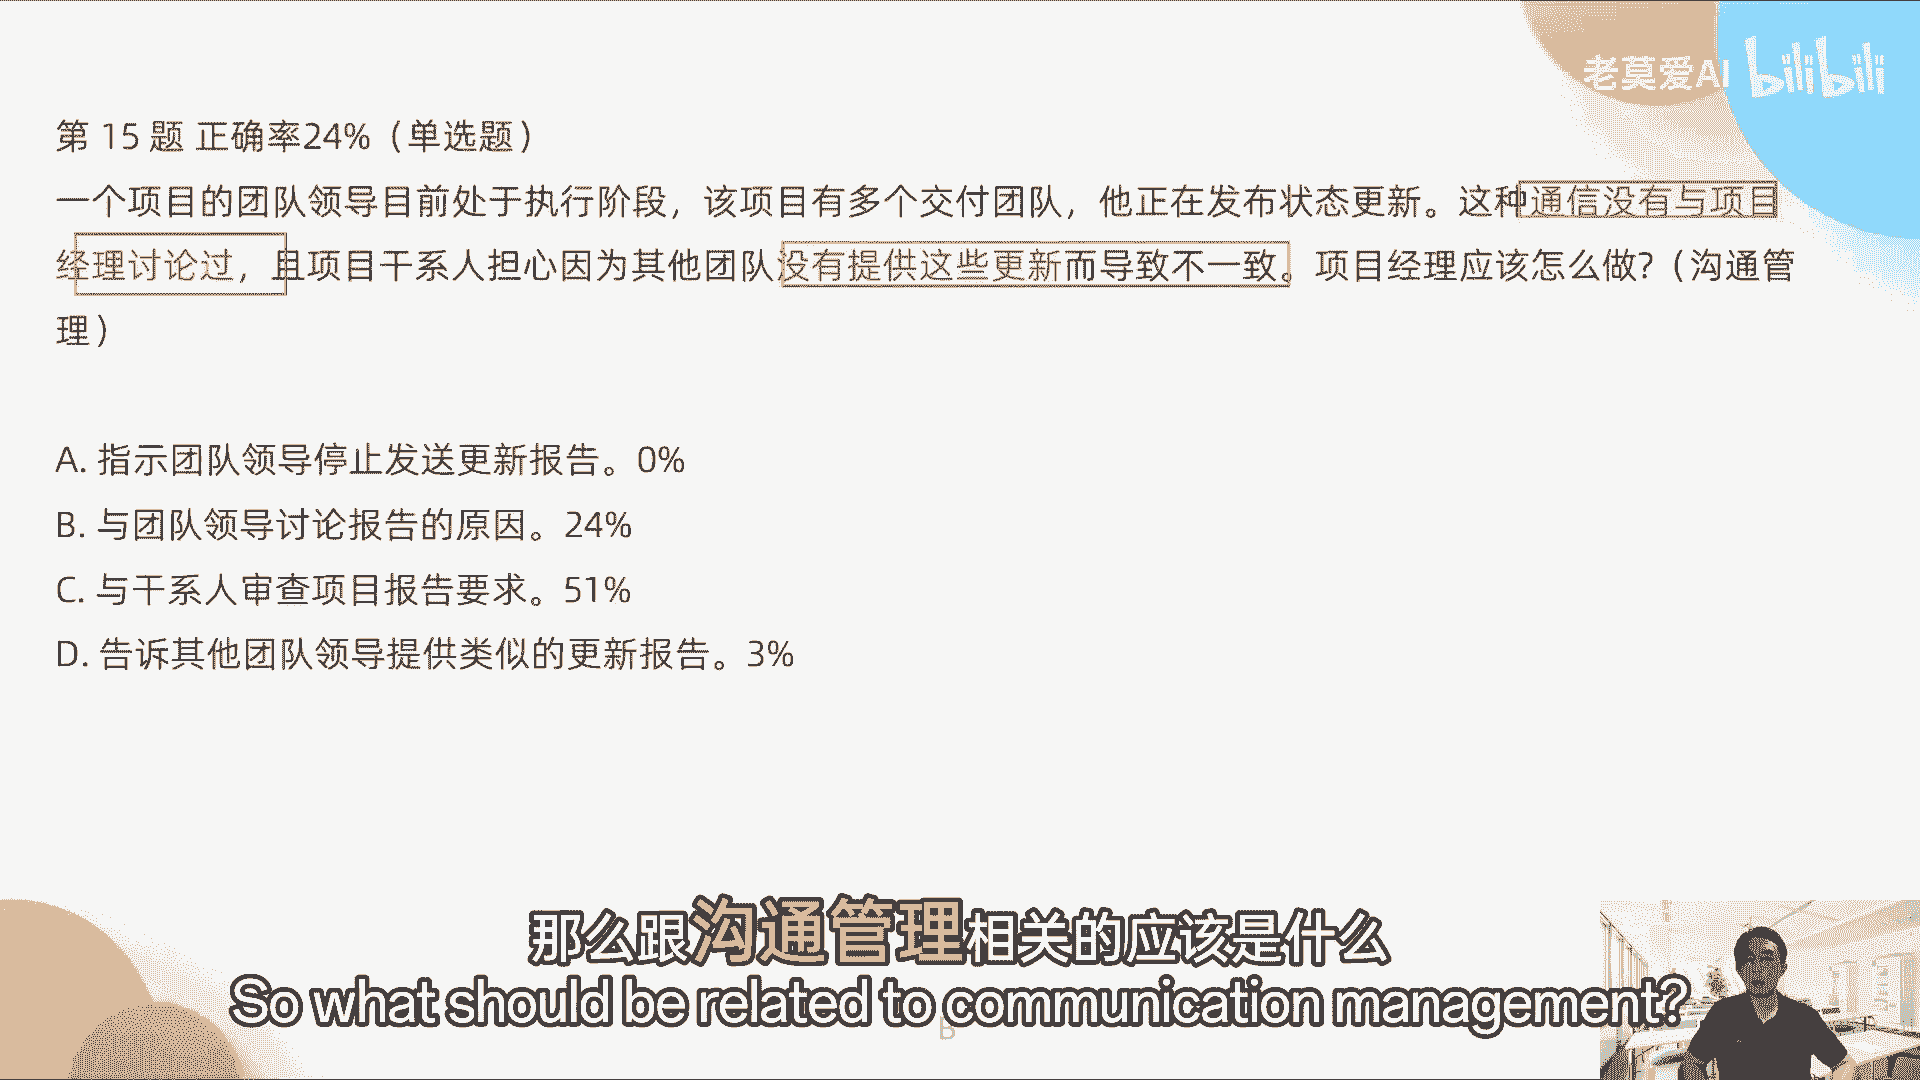 老莫爱AI bilibili
第 15 题 正确率24%（单选题）
一个项目的团队领导目前处于执行阶段，该项目有多个交付团队，他正在发布状态更新。这种通信没有与项目
经理讨论过，且项目干系人担心因为其他团队没有提供这些更新而导致不一致。项目经理应该怎么做?（沟通管
理）
A. 指示团队领导停止发送更新报告。0%
B. 与团队领导讨论报告的原因。24%
C. 与干系人审查项目报告要求。51%
D. 告诉其他团队领导提供类似的更新报告。3%
那么跟沟通管理相关的应该是什么
So what should be related to communication management?
B